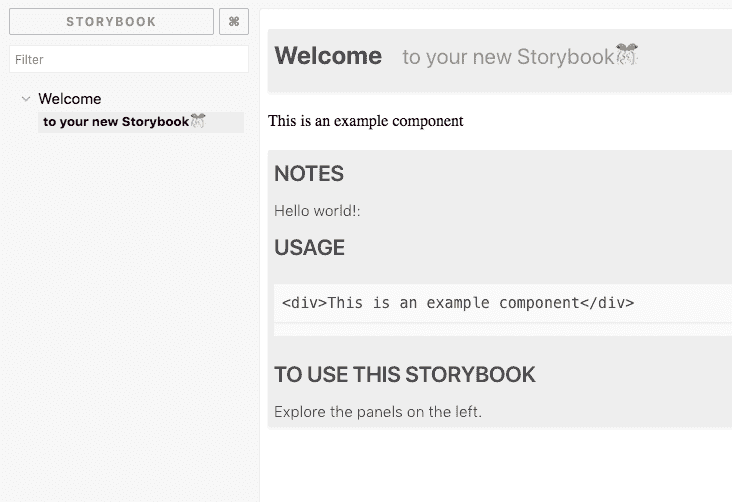 STORYBOOK ⌘
Filter
Welcome
to your new Storybook
Welcome to your new Storybook
This is an example component
NOTES
Hello world!:
USAGE
<div>This is an example component</div>
TO USE THIS STORYBOOK
Explore the panels on the left.